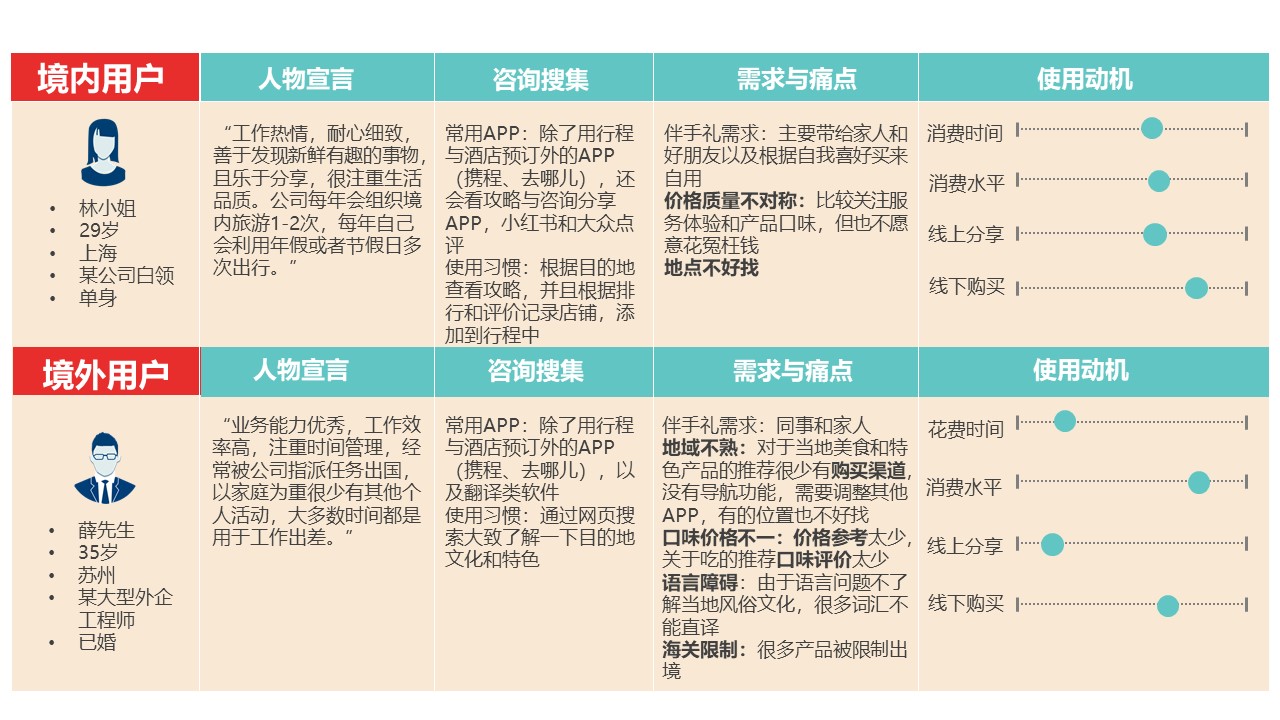 境内用户
人物宣言
咨询搜集
需求与痛点
使用动机
• 林小姐
• 29岁
• 上海
• 某公司白领
• 单身
“工作热情，耐心细致，
善于发现新鲜有趣的事物，
且乐于分享，很注重生活
品质。公司每年会组织境
内旅游1-2次，每年自己
会利用年假或者节假日多
次出行。”
常用APP：除了用行程
与酒店预订外的APP
（携程、去哪儿），还
会看攻略与咨询分享
APP，小红书和大众点
评
使用习惯：根据目的地
查看攻略，并且根据排
行和评价记录店铺，添
加到行程中
伴手礼需求：主要带给家人和
好朋友以及根据自我喜好买来
自用
价格质量不对称：比较关注服
务体验和产品口味，但也不愿
意花冤枉钱
地点不好找
消费时间
消费水平
线上分享
线下购买
境外用户
人物宣言
咨询搜集
需求与痛点
使用动机
• 薛先生
• 35岁
• 苏州
• 某大型外企
工程师
• 已婚
“业务能力优秀，工作效
率高，注重时间管理，经
常被公司指派任务出国，
以家庭为重很少有其他个
人活动，大多数时间都是
用于工作出差。”
常用APP：除了用行程
与酒店预订外的APP
（携程、去哪儿），以
及翻译类软件
使用习惯：通过网页搜
索大致了解一下目的地
文化和特色
伴手礼需求：同事和家人
地域不熟：对于当地美食和特
色产品的推荐很少有购买渠道，
没有导航功能，需要调整其他
APP，有的位置也不好找
口味价格不一：价格参考太少，
关于吃的推荐口味评价太少
语言障碍：由于语言问题不了
解当地风俗文化，很多词汇不
能直译
海关限制：很多产品被限制出
境
花费时间
消费水平
线上分享
线下购买